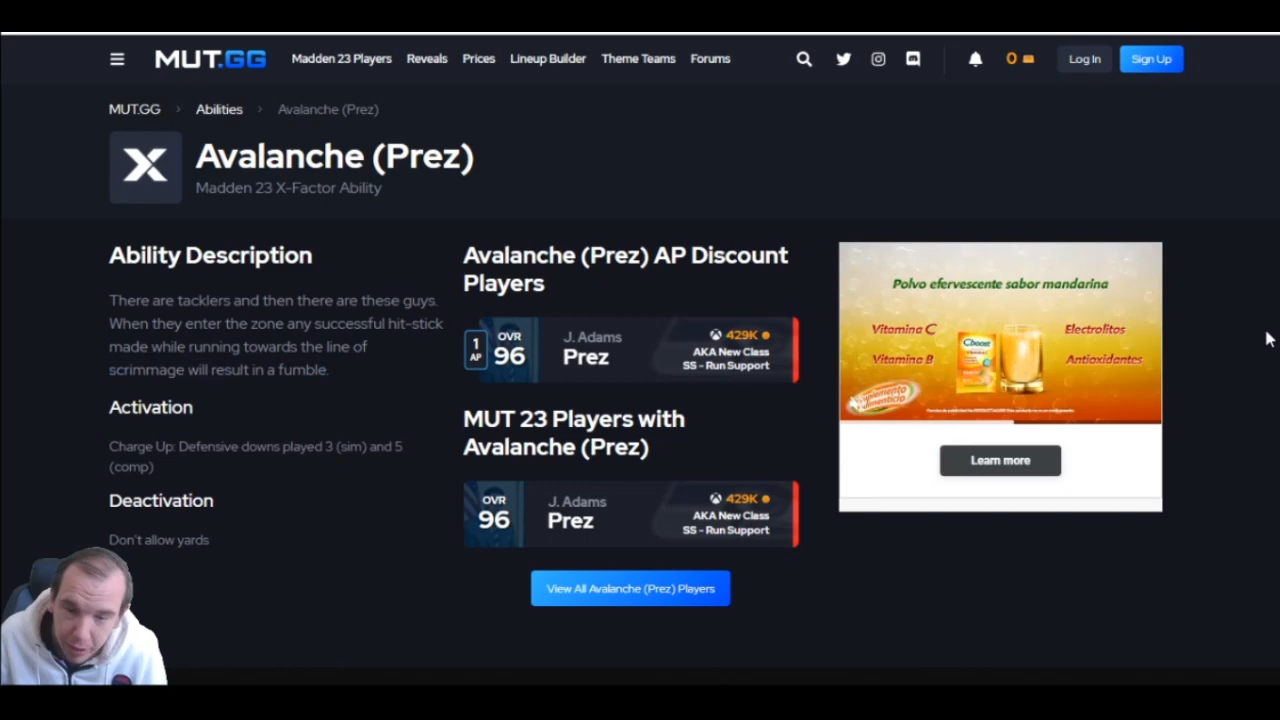 MUT.GG
Madden 23 Players
Reveals
Prices
Lineup Builder
Theme Teams
Forums
0
Log In
Sign Up
MUT.GG > Abilities > Avalanche (Prez)
Avalanche (Prez)
Madden 23 X-Factor Ability
Ability Description
There are tacklers and then there are these guys.
When they enter the zone any successful hit-stick
made while running towards the line of
scrimmage will result in a fumble.
Activation
Charge Up: Defensive downs played 3 (sim) and 5
(comp)
Deactivation
Don't allow yards
Avalanche (Prez) AP Discount
Players
1
AP
OVR
96
J. Adams
Prez
429K
AKA New Class
SS - Run Support
MUT 23 Players with
Avalanche (Prez)
OVR
96
J. Adams
Prez
429K
AKA New Class
SS - Run Support
View All Avalanche (Prez) Players
Polvo efervescente sabor mandarina
Vitamina C
Vitamina B
Cboost
Electrolitos
Antioxidantes
Learn more